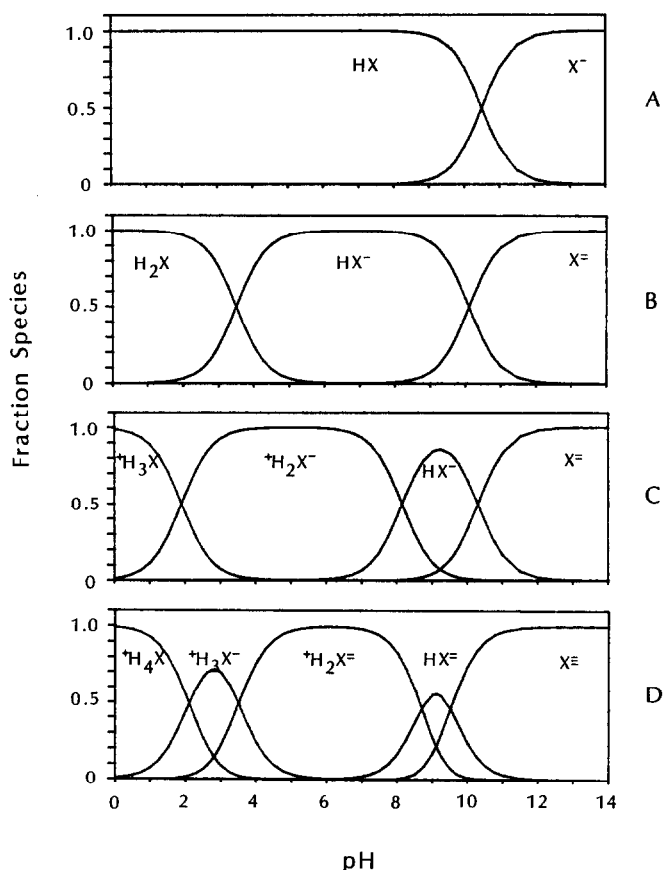 Fraction Species
1.0
0.5
0
HX
X⁻
A
1.0
0.5
0
H₂X
HX⁻
X⁼
B
1.0
0.5
0
⁺H₃X
⁺H₂X⁻
HX⁻
X⁼
C
1.0
0.5
0
⁺H₄X
⁺H₃X⁻
⁺H₂X⁼
HX⁼
X≡
D
0 2 4 6 8 10 12 14
pH